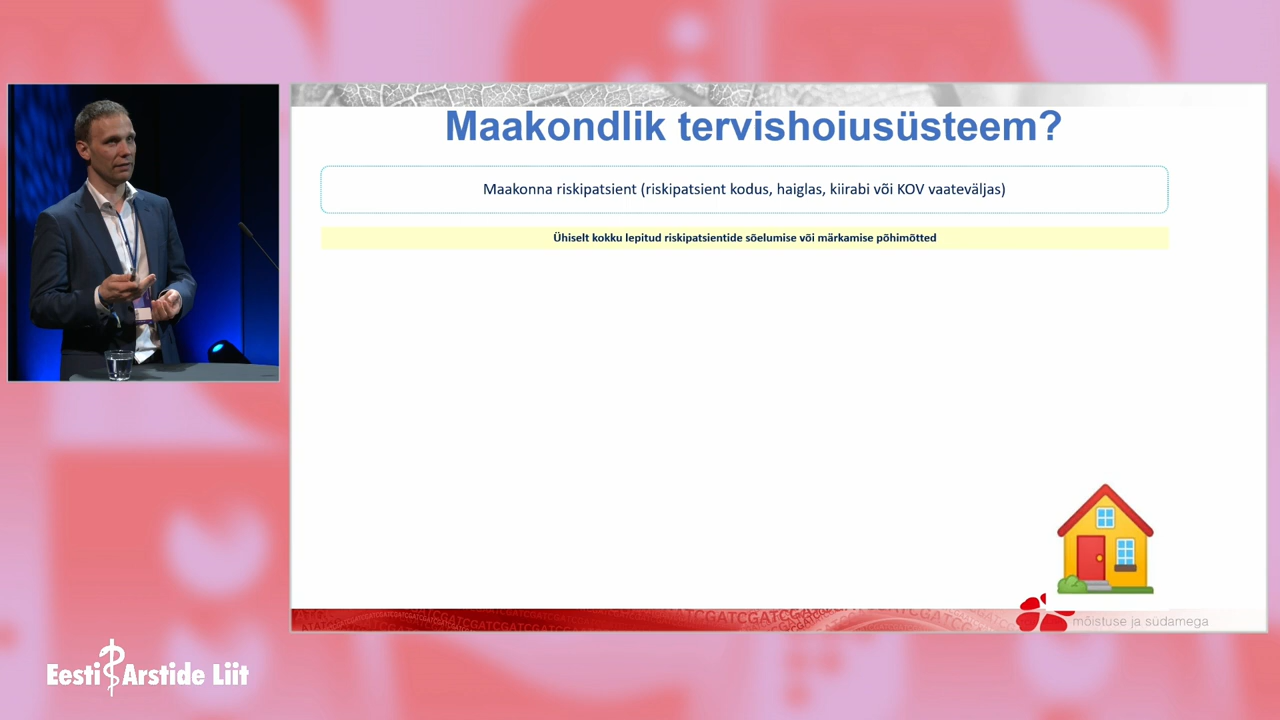 Maakondlik tervishoiusüsteem?
Maakonna riskipatsient (riskipatsient kodus, haiglas, kiirabi või KOV vaateväljas)
Ühiselt kokku lepitud riskipatsientide sõelumise või märkamise põhimõtted
mõistuse ja südamega
Eesti Arstide Liit